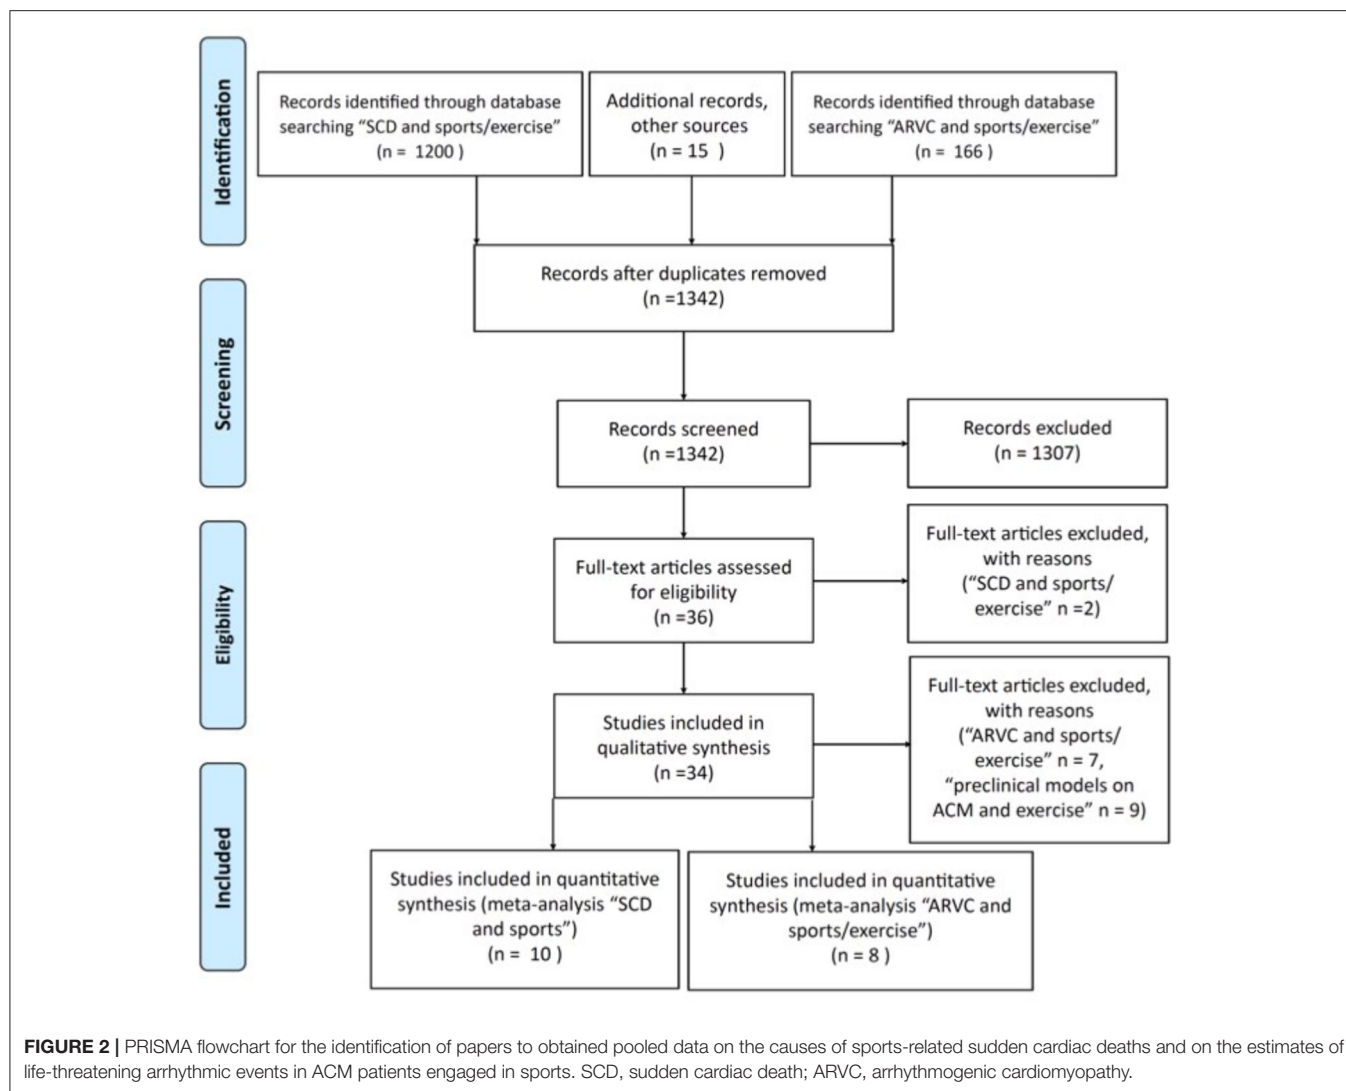 Identification
Records identified through database
searching “SCD and sports/exercise”
(n = 1200 )
Additional records,
other sources
(n = 15 )
Records identified through database
searching “ARVC and sports/exercise”
(n = 166 )
Records after duplicates removed
(n =1342)
Screening
Records screened
(n =1342)
Records excluded
(n = 1307)
Eligibility
Full-text articles assessed
for eligibility
(n =36)
Full-text articles excluded,
with reasons
(“SCD and sports/
exercise” n =2)
Studies included in
qualitative synthesis
(n =34)
Full-text articles excluded,
with reasons
(“ARVC and sports/
exercise” n = 7,
“preclinical models on
ACM and exercise” n = 9)
Included
Studies included in quantitative
synthesis (meta-analysis “SCD
and sports”)
(n = 10 )
Studies included in quantitative
synthesis (meta-analysis “ARVC and
sports/exercise”)
(n = 8 )
FIGURE 2 | PRISMA flowchart for the identification of papers to obtained pooled data on the causes of sports-related sudden cardiac deaths and on the estimates of
life-threatening arrhythmic events in ACM patients engaged in sports. SCD, sudden cardiac death; ARVC, arrhythmogenic cardiomyopathy.